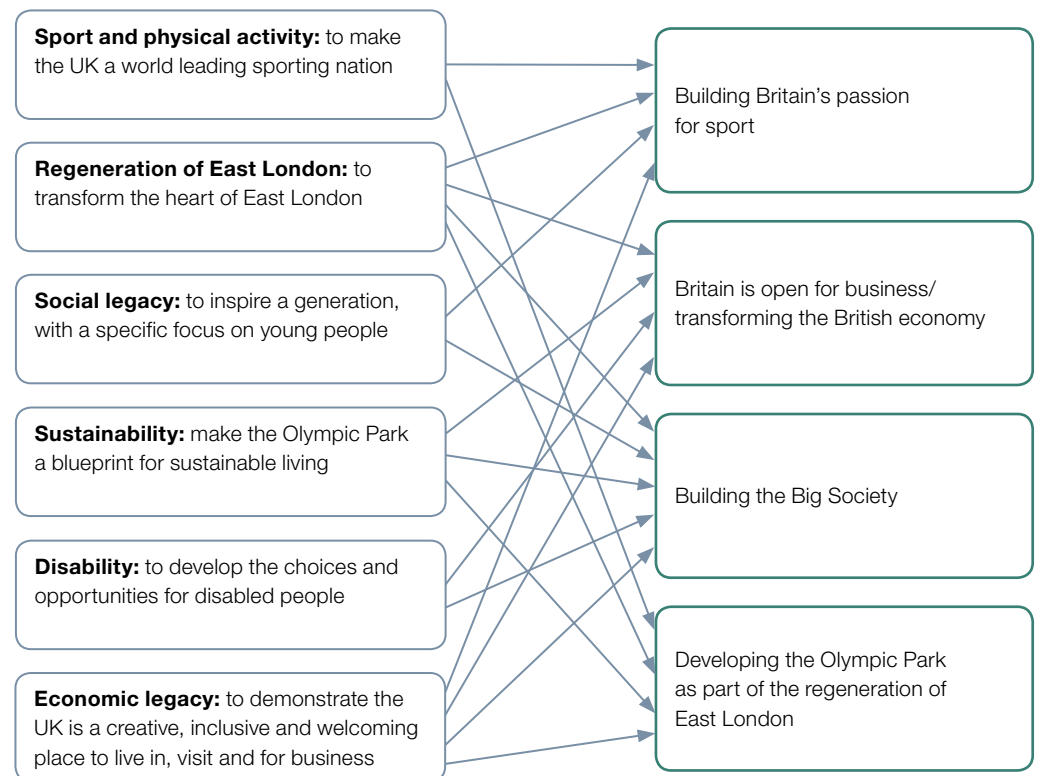 Sport and physical activity: to make
the UK a world leading sporting nation
Regeneration of East London: to
transform the heart of East London
Social legacy: to inspire a generation,
with a specific focus on young people
Sustainability: make the Olympic Park
a blueprint for sustainable living
Disability: to develop the choices and
opportunities for disabled people
Economic legacy: to demonstrate the
UK is a creative, inclusive and welcoming
place to live in, visit and for business
Building Britain’s passion
for sport
Britain is open for business/
transforming the British economy
Building the Big Society
Developing the Olympic Park
as part of the regeneration of
East London